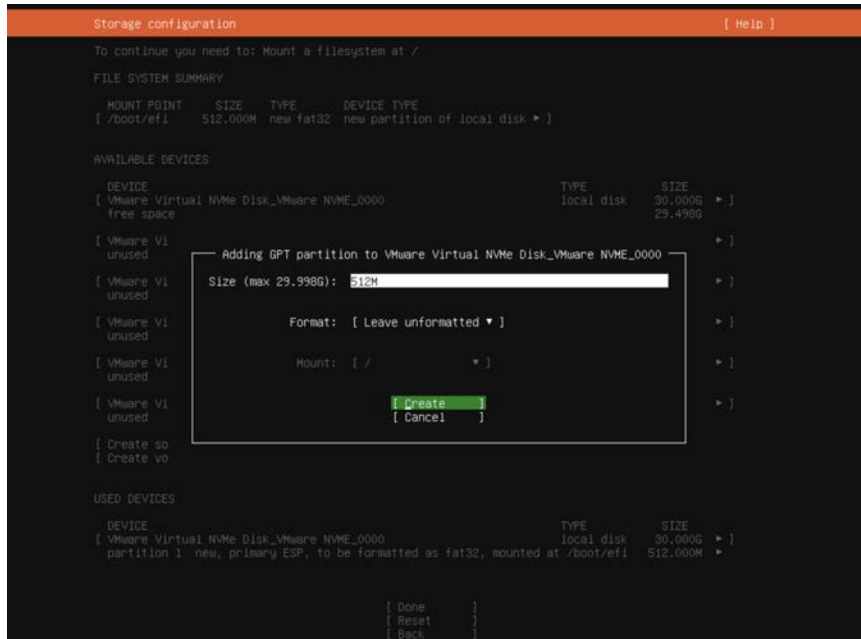 Storage configuration [ Help ]
To continue you need to: Mount a filesystem at /
FILE SYSTEM SUMMARY
MOUNT POINT SIZE TYPE DEVICE TYPE
[ /boot/efi 512.000M new fat32 new partition of local disk ▸ ]
AVAILABLE DEVICES
DEVICE TYPE SIZE
[ VMware Virtual NVMe Disk_VMware NVME_0000 local disk 30.000G ▸ ]
free space 29.498G
[ VMware Vi ▸ ]
unused
Adding GPT partition to VMware Virtual NVMe Disk_VMware NVME_0000
[ VMware Vi ▸ ]
unused
Size (max 29.998G): 512M
[ VMware Vi ▸ ]
unused
Format: [ Leave unformatted ▾ ]
[ VMware Vi ▸ ]
unused
Mount: [ / ▾ ]
[ VMware Vi ▸ ]
unused
[ Create ]
[ Cancel ]
[ Create so
[ Create vo
USED DEVICES
DEVICE TYPE SIZE
[ VMware Virtual NVMe Disk_VMware NVME_0000 local disk 30.000G ▸ ]
partition 1 new, primary ESP, to be formatted as fat32, mounted at /boot/efi 512.000M ▸
[ Done ]
[ Reset ]
[ Back ]